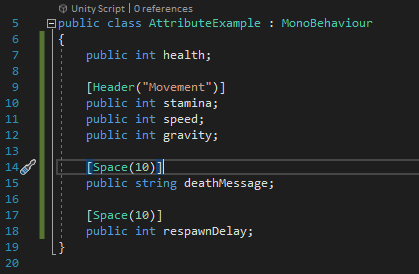 Unity Script | 0 references
5 public class AttributeExample : MonoBehaviour
6 {
7 public int health;
8
9 [Header("Movement")]
10 public int stamina;
11 public int speed;
12 public int gravity;
13
14 [Space(10)]
15 public string deathMessage;
16
17 [Space(10)]
18 public int respawnDelay;
19 }
20